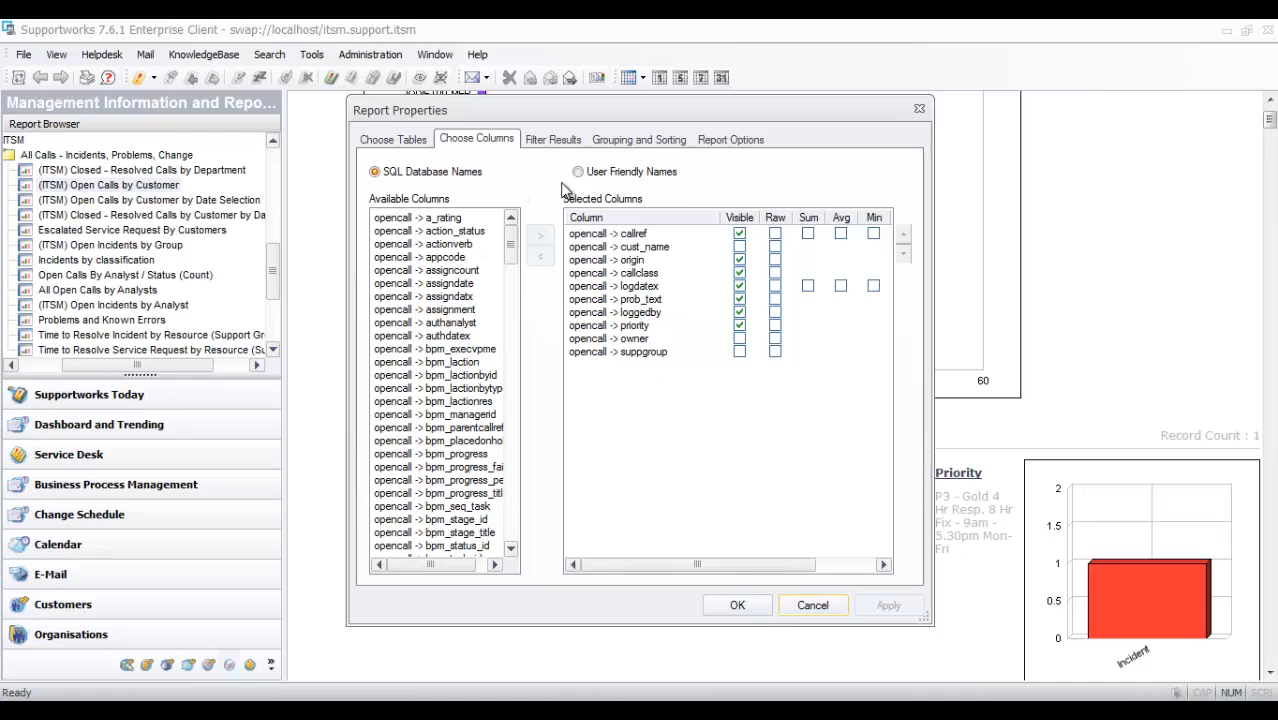 Supportworks 7.6.1 Enterprise Client - swap://localhost/itsm.support.itsm
File View Helpdesk Mail KnowledgeBase Search Tools Administration Window Help
Management Information and Repo...
Report Browser
ITSM
All Calls - Incidents, Problems, Change
(ITSM) Closed - Resolved Calls by Department
(ITSM) Open Calls by Customer
(ITSM) Open Calls by Customer by Date Selection
(ITSM) Closed - Resolved Calls by Customer by Da
Escalated Service Request By Customers
(ITSM) Open Incidents by Group
Incidents by classification
Open Calls By Analyst / Status (Count)
All Open Calls by Analysts
(ITSM) Open Incidents by Analyst
Problems and Known Errors
Time to Resolve Incident by Resource (Support Gr
Time to Resolve Service Request by Resource (Su
Supportworks Today
Dashboard and Trending
Service Desk
Business Process Management
Change Schedule
Calendar
E-Mail
Customers
Organisations
Report Properties
Choose Tables Choose Columns Filter Results Grouping and Sorting Report Options
SQL Database Names User Friendly Names
Available Columns
opencall -> a_rating
opencall -> action_status
opencall -> actionverb
opencall -> appcode
opencall -> assigncount
opencall -> assigndate
opencall -> assigndatx
opencall -> assignment
opencall -> authanalyst
opencall -> authdatex
opencall -> bpm_execvpme
opencall -> bpm_laction
opencall -> bpm_lactionbyid
opencall -> bpm_lactionbytyp
opencall -> bpm_lactionres
opencall -> bpm_managerid
opencall -> bpm_parentcallref
opencall -> bpm_placedonho
opencall -> bpm_progress
opencall -> bpm_progress_fai
opencall -> bpm_progress_pe
opencall -> bpm_progress_titl
opencall -> bpm_seq_task
opencall -> bpm_stage_id
opencall -> bpm_stage_title
opencall -> bpm_status_id
Selected Columns
Column Visible Raw Sum Avg Min
opencall -> callref
opencall -> cust_name
opencall -> origin
opencall -> callclass
opencall -> logdatex
opencall -> prob_text
opencall -> loggedby
opencall -> priority
opencall -> owner
opencall -> suppgroup
OK Cancel Apply
60
Record Count : 1
Priority
P3 - Gold 4
Hr Resp. 8 Hr
Fix - 9am -
5.30pm Mon-
Fri
2
1.5
1
0.5
0
Incident
Ready CAP NUM SCRL